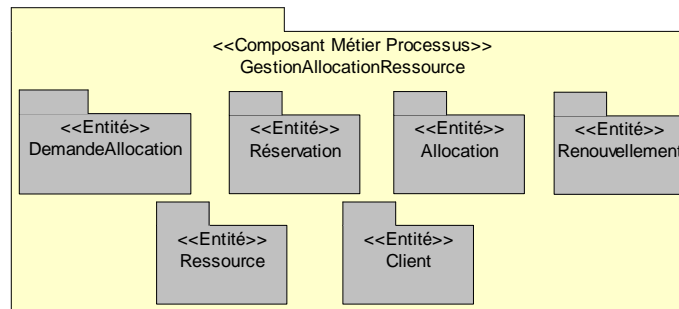 <<Composant Métier Processus>>
GestionAllocationRessource
<<Entité>>
DemandeAllocation
<<Entité>>
Réservation
<<Entité>>
Allocation
<<Entité>>
Renouvellement
<<Entité>>
Ressource
<<Entité>>
Client